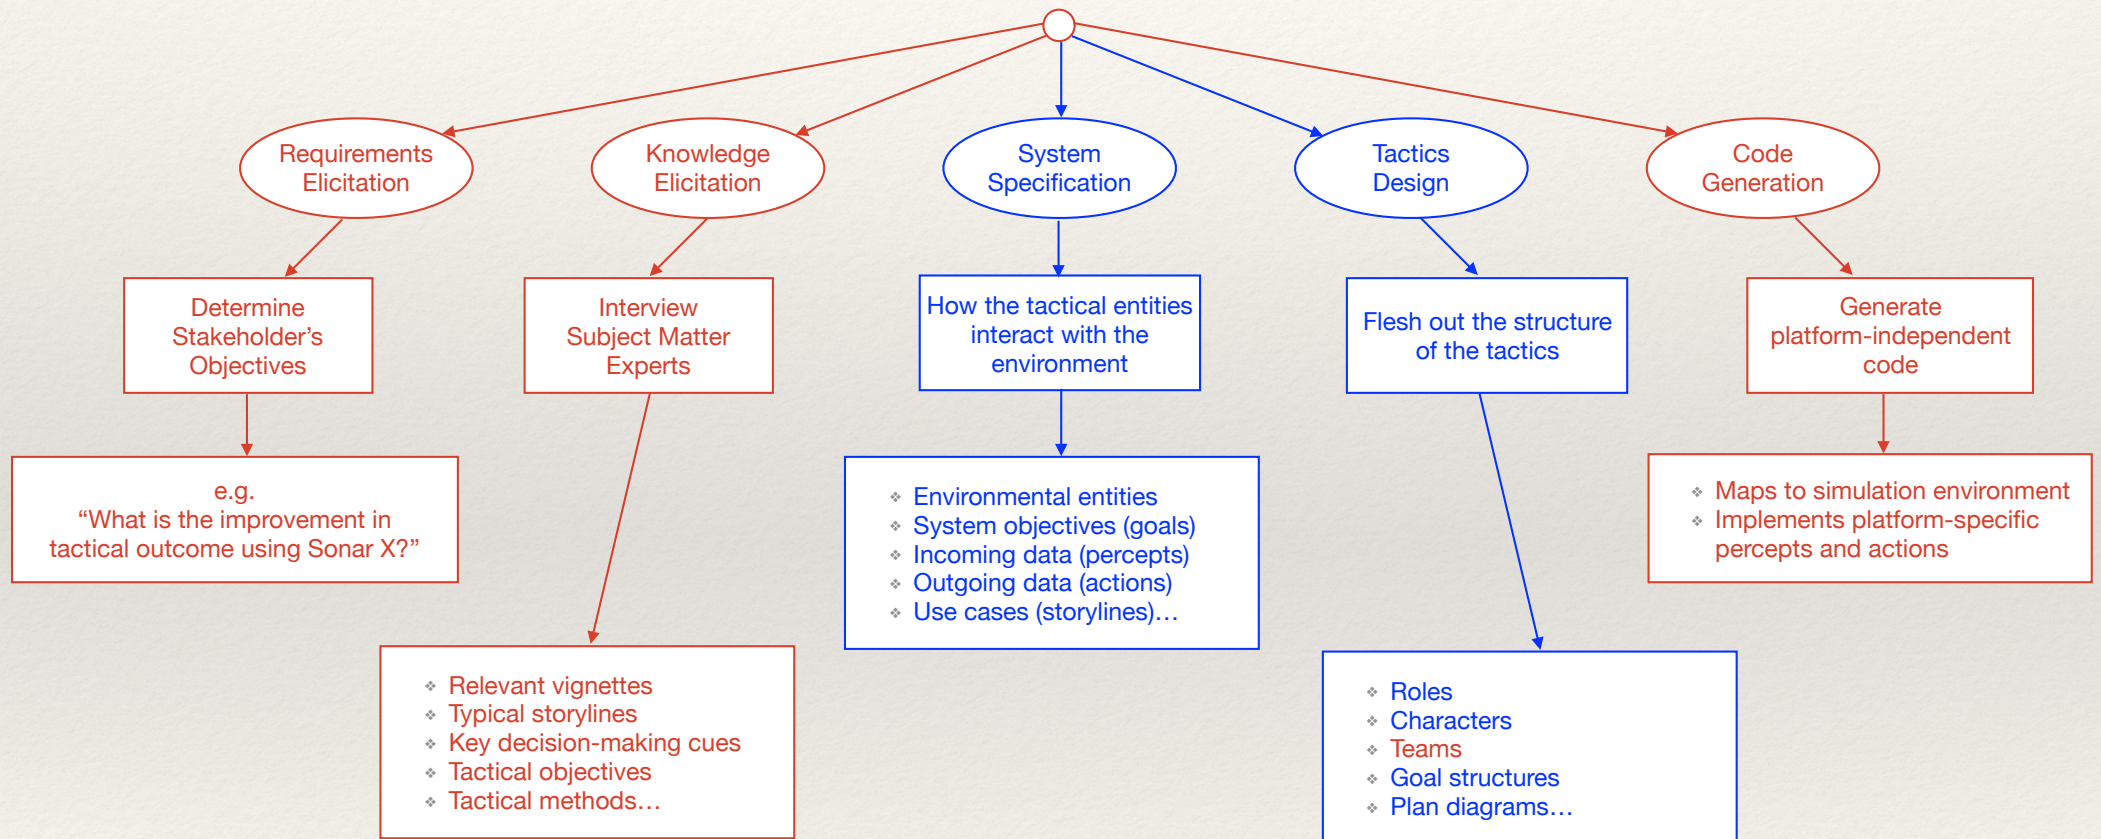 Requirements
Elicitation
Knowledge
Elicitation
System
Specification
Tactics
Design
Code
Generation
Determine
Stakeholder’s
Objectives
Interview
Subject Matter
Experts
How the tactical entities
interact with the
environment
Flesh out the structure
of the tactics
Generate
platform-independent
code
e.g.
“What is the improvement in
tactical outcome using Sonar X?”
❖ Relevant vignettes
❖ Typical storylines
❖ Key decision-making cues
❖ Tactical objectives
❖ Tactical methods…
❖ Environmental entities
❖ System objectives (goals)
❖ Incoming data (percepts)
❖ Outgoing data (actions)
❖ Use cases (storylines)…
❖ Roles
❖ Characters
❖ Teams
❖ Goal structures
❖ Plan diagrams…
❖ Maps to simulation environment
❖ Implements platform-specific
percepts and actions